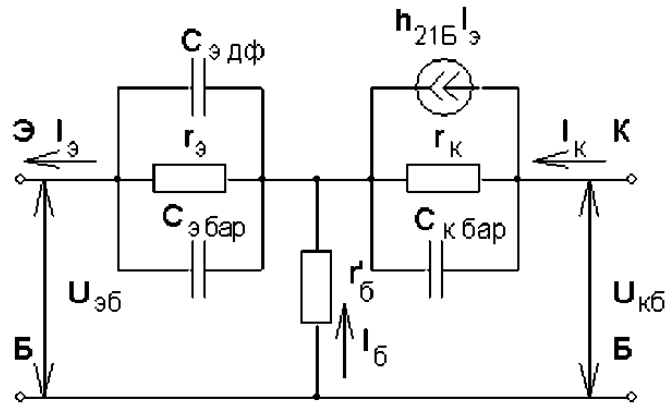 h21Б Iэ
Cэ дф
Э Iэ
rэ
rк
Iк К
Cэ бар
Cк бар
Uэб
r'б
Uкб
Б
Iб
Б